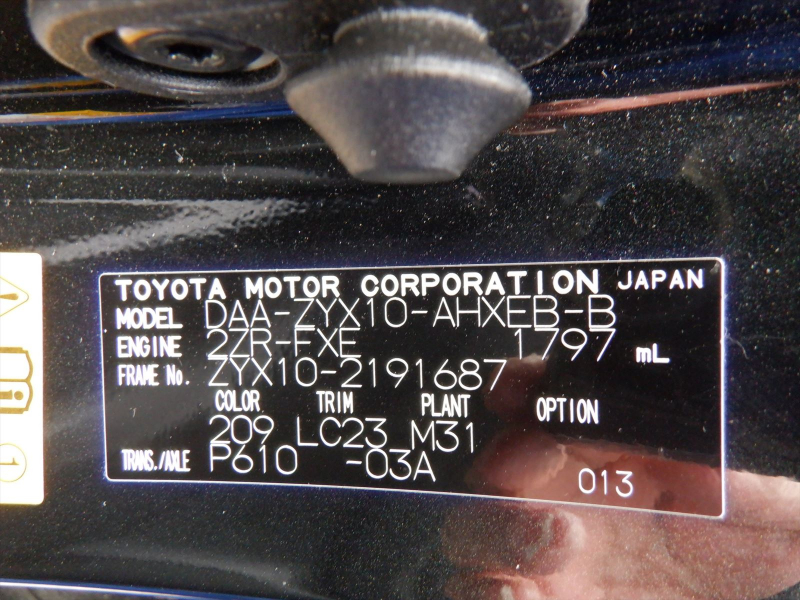 TOYOTA MOTOR CORPORATION JAPAN
MODEL DAA-ZYX10-AHXEB-B
ENGINE 2ZR-FXE 1797 mL
FRAME No. ZYX10-2191687
COLOR TRIM PLANT OPTION
209 LC23 M31
TRANS./AXLE P610 -03A
013
1